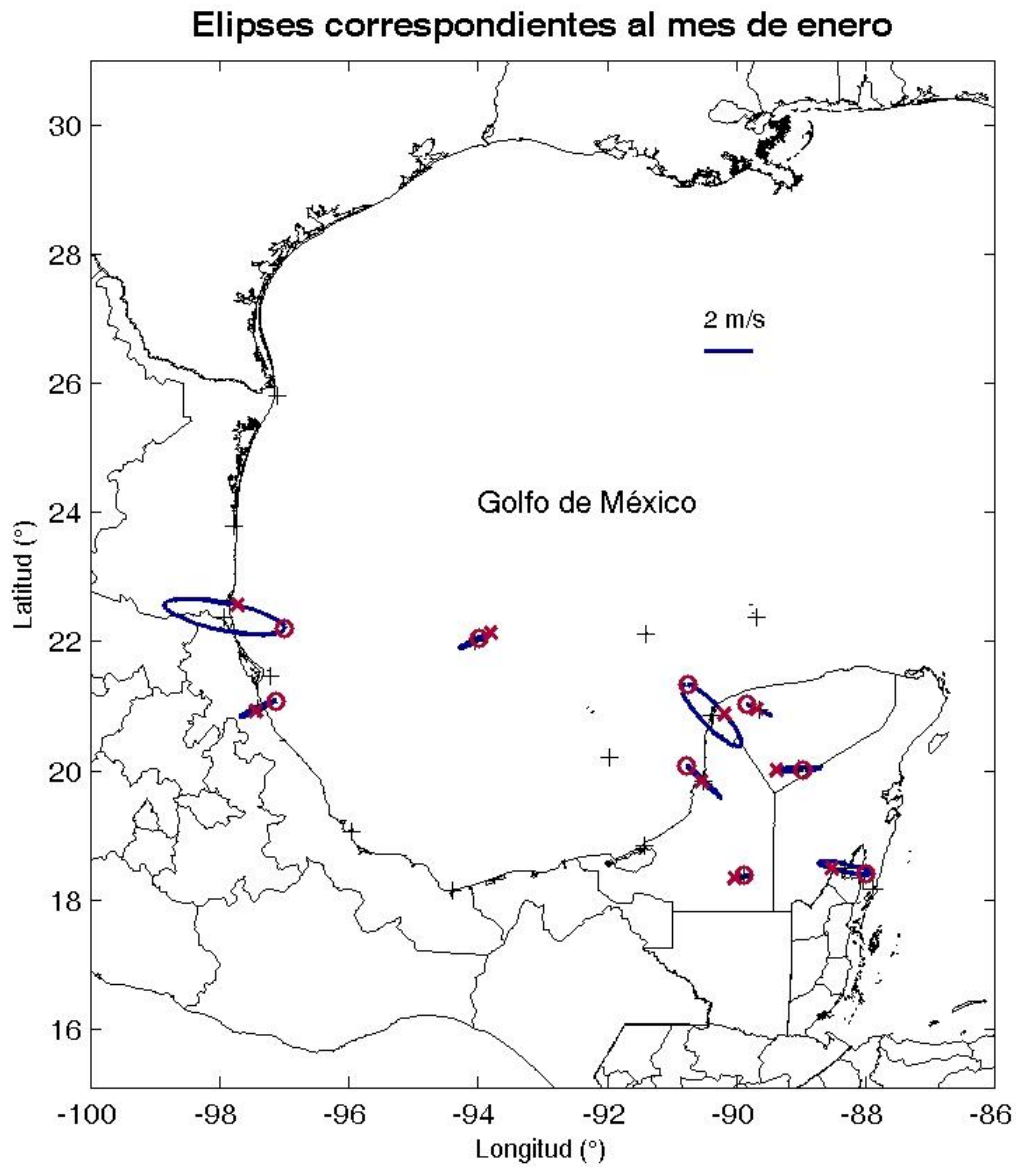 Elipses correspondientes al mes de enero
30
28
2 m/s
26
Golfo de México
24
Latitud (°)
22
20
18
16
-100 -98 -96 -94 -92 -90 -88 -86
Longitud (°)